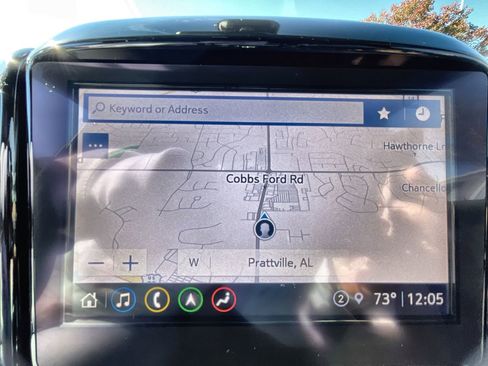 Keyword or Address
Hawthorne Ln
Cobbs Ford Rd
Chancello
W
Prattville, AL
2
73° 12:05